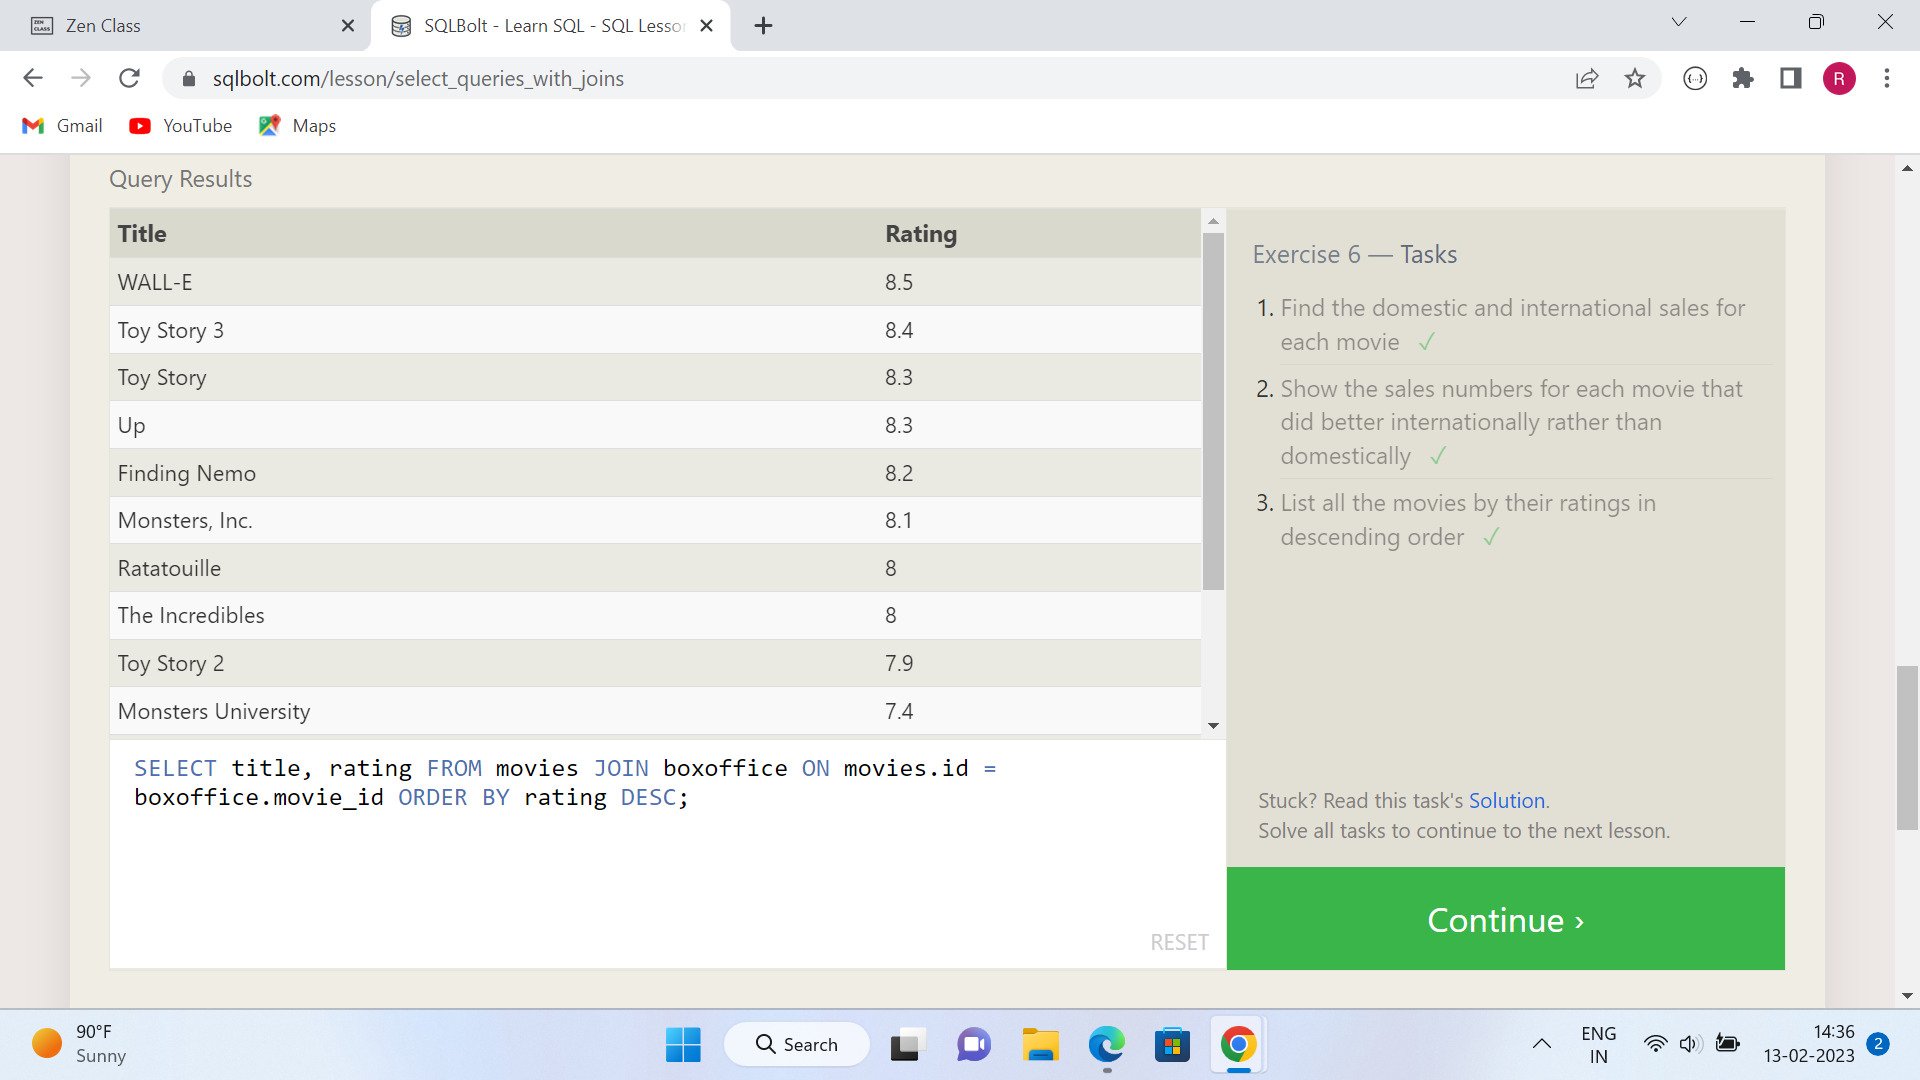 Zen Class
SQLBolt - Learn SQL - SQL Lesso
sqlbolt.com/lesson/select_queries_with_joins
R
Gmail
YouTube
Maps
Query Results
Title Rating
WALL-E 8.5
Toy Story 3 8.4
Toy Story 8.3
Up 8.3
Finding Nemo 8.2
Monsters, Inc. 8.1
Ratatouille 8
The Incredibles 8
Toy Story 2 7.9
Monsters University 7.4
SELECT title, rating FROM movies JOIN boxoffice ON movies.id =
boxoffice.movie_id ORDER BY rating DESC;
RESET
Exercise 6 — Tasks
1. Find the domestic and international sales for
each movie ✓
2. Show the sales numbers for each movie that
did better internationally rather than
domestically ✓
3. List all the movies by their ratings in
descending order ✓
Stuck? Read this task's Solution.
Solve all tasks to continue to the next lesson.
Continue ›
90°F
Sunny
Search
ENG
IN
14:36
13-02-2023
2